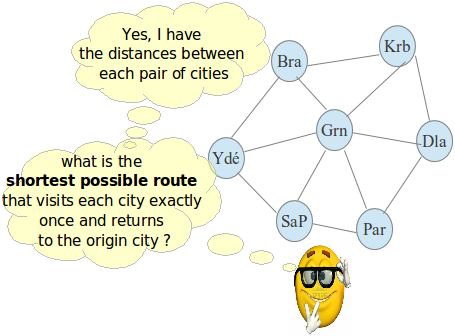 Yes, I have
the distances between
each pair of cities
what is the
shortest possible route
that visits each city exactly
once and returns
to the origin city ?
Bra
Krb
Grn
Dla
Ydé
SaP
Par